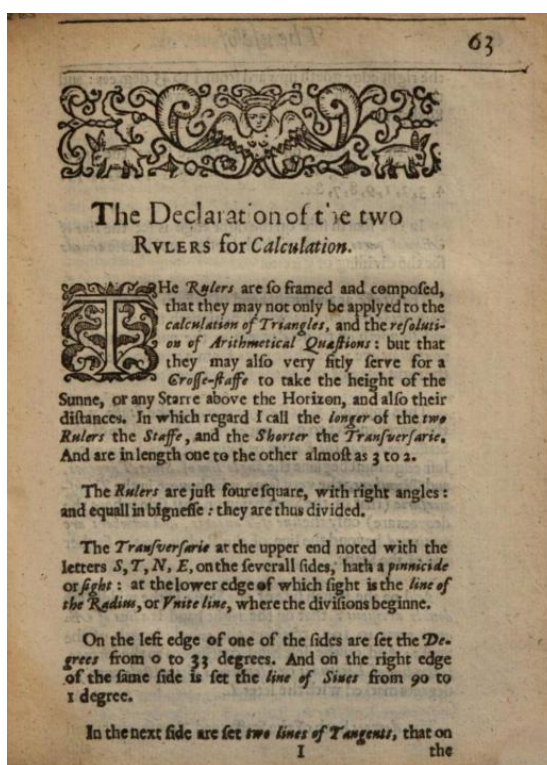 63
The Declaration of the two
RVLERS for Calculation.
THe Rulers are ſo framed and compoſed,
that they may not only be applyed to the
calculation of Triangles, and the reſoluti-
on of Arithmetical Quæſtions: but that
they may alſo very fitly ſerve for a
Croſſe-ſtaffe to take the height of the
Sunne, or any Starre above the Horizon, and alſo their
diſtances. In which regard I call the longer of the two
Rulers the Staffe, and the Shorter the Tranſverſarie.
And are in length one to the other almoſt as 3 to 2.
The Rulers are juſt foure ſquare, with right angles:
and equall in bigneſſe: they are thus divided.
The Tranſverſarie at the upper end noted with the
letters S, T, N, E, on the ſeverall ſides, hath a pinnicide
or ſight: at the lower edge of which ſight is the line of
the Radius, or Vnite line, where the diviſions beginne.
On the left edge of one of the ſides are ſet the De-
grees from 0 to 33 degrees. And on the right edge
of the ſame ſide is ſet the line of Sines from 90 to
1 degree.
In the next ſide are ſet two lines of Tangents, that on
I the